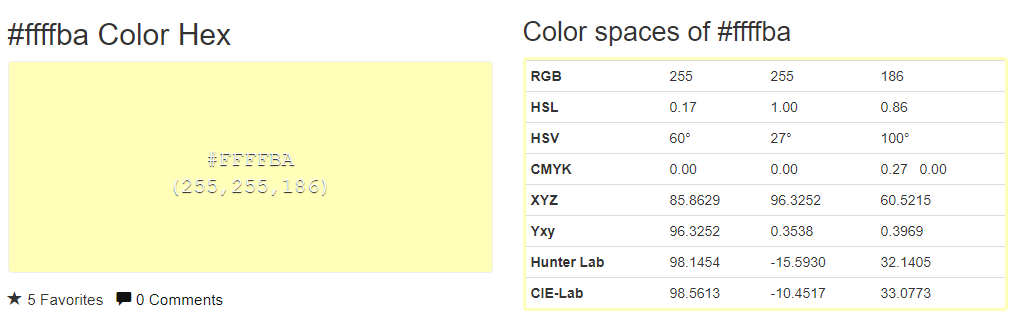 #ffffba Color Hex
#FFFFBA
(255,255,186)
5 Favorites 0 Comments
Color spaces of #ffffba
RGB 255 255 186
HSL 0.17 1.00 0.86
HSV 60° 27° 100°
CMYK 0.00 0.00 0.27 0.00
XYZ 85.8629 96.3252 60.5215
Yxy 96.3252 0.3538 0.3969
Hunter Lab 98.1454 -15.5930 32.1405
CIE-Lab 98.5613 -10.4517 33.0773